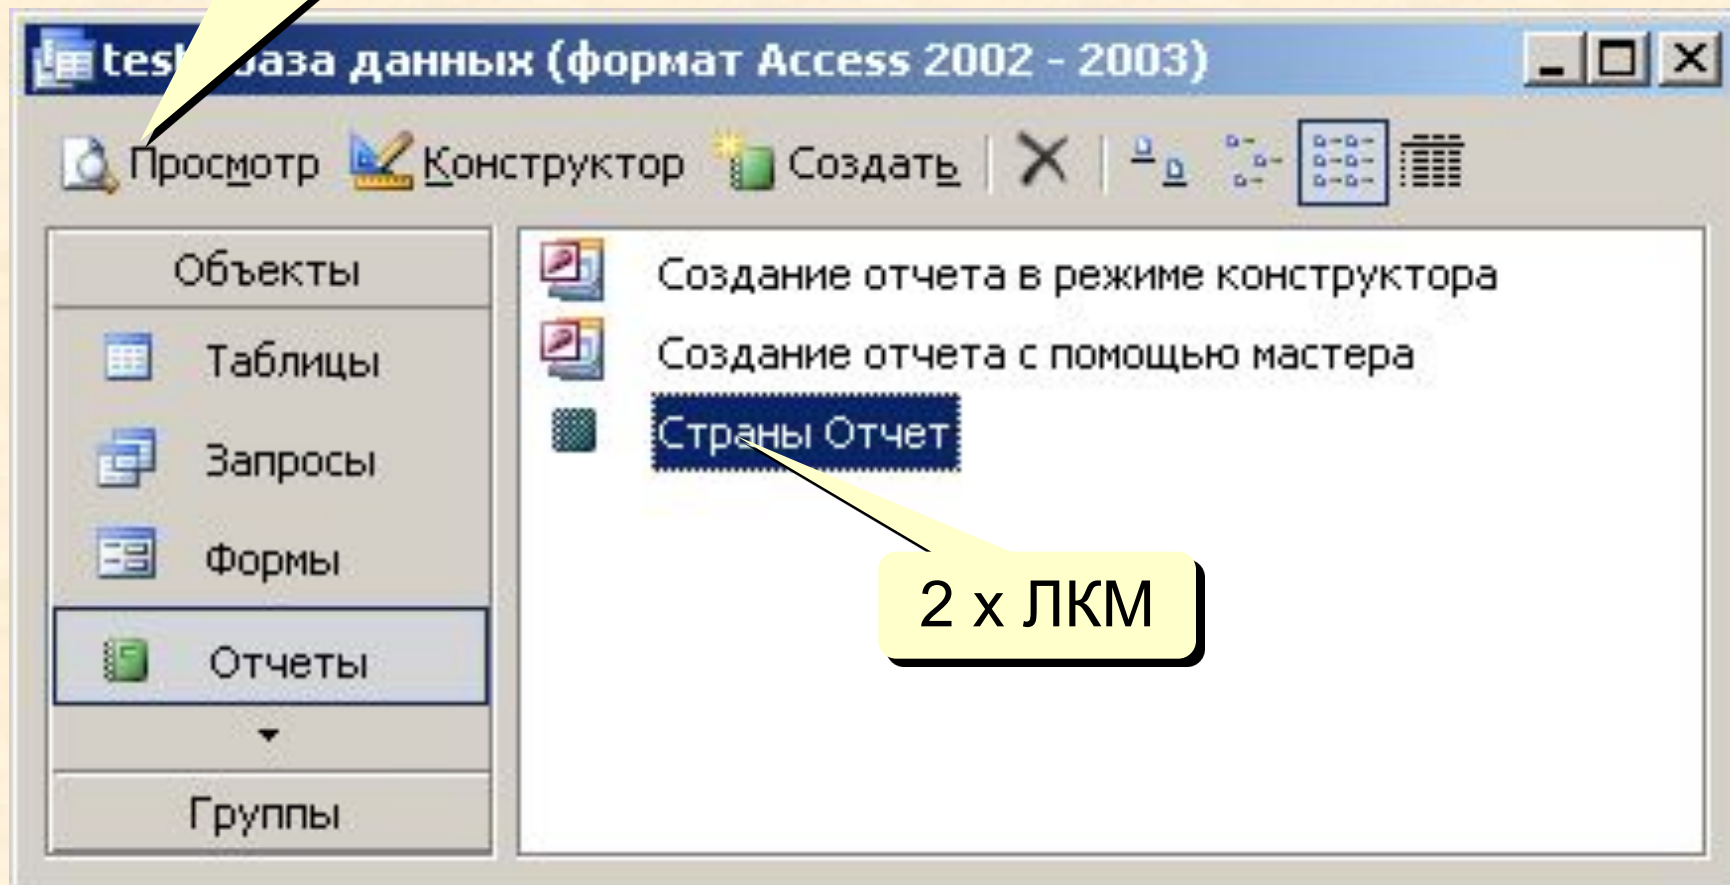 база данных (формат Access 2002 - 2003)
Просмотр Конструктор Создать
Объекты
Таблицы
Запросы
Формы
Отчеты
Группы
Создание отчета в режиме конструктора
Создание отчета с помощью мастера
Страны Отчет
2 x ЛКМ